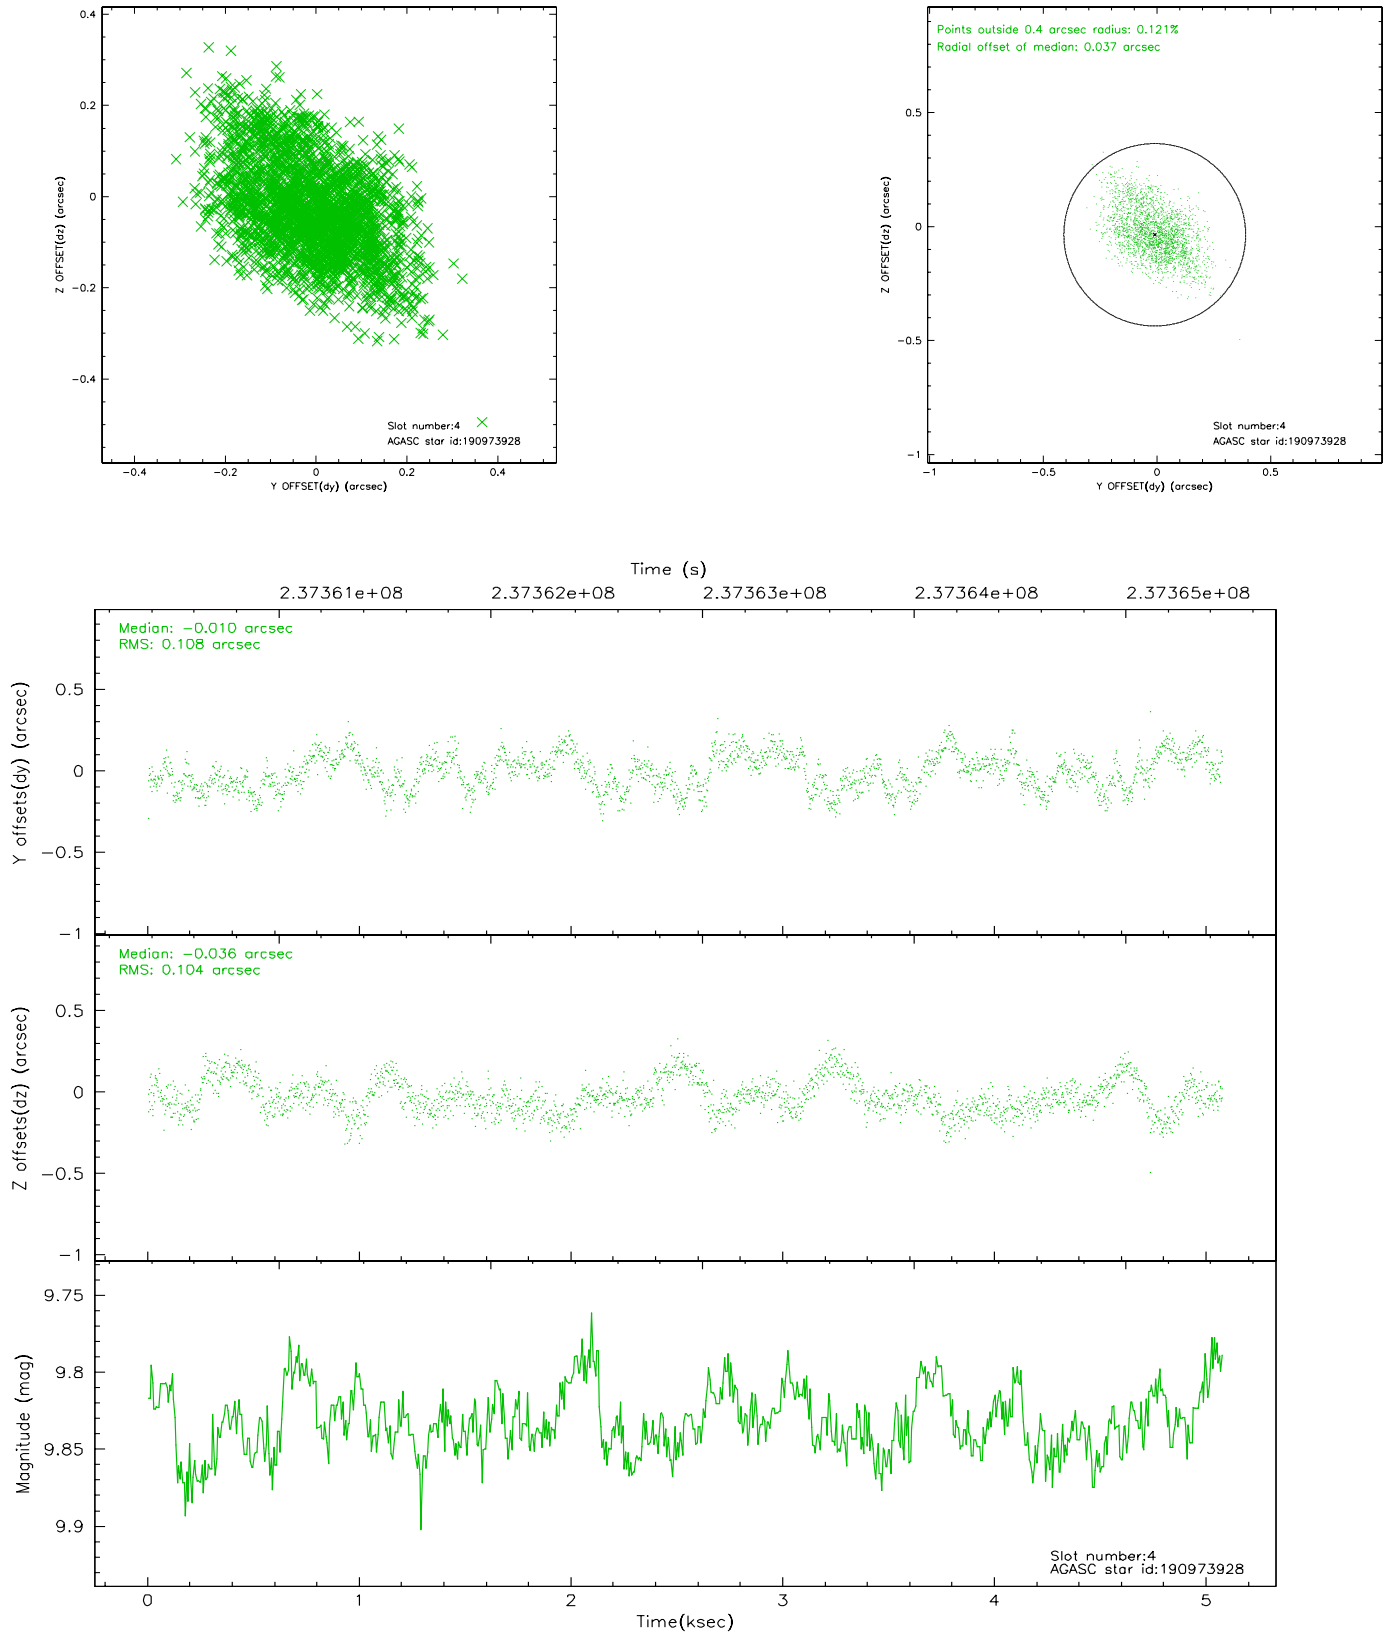 0.4
0.2
0
−0.2
−0.4
Z OFFSET(dz) (arcsec)
Slot number:4
AGASC star id:190973928
−0.4
−0.2
0
0.2
0.4
Y OFFSET(dy) (arcsec)
Points outside 0.4 arcsec radius: 0.121%
Radial offset of median: 0.037 arcsec
0.5
0
−0.5
−1
Z OFFSET(dz) (arcsec)
Slot number:4
AGASC star id:190973928
−1
−0.5
0
0.5
Y OFFSET(dy) (arcsec)
Time (s)
2.37361e+08
2.37362e+08
2.37363e+08
2.37364e+08
2.37365e+08
Median: −0.010 arcsec
RMS: 0.108 arcsec
0.5
0
−0.5
−1
Y offsets(dy) (arcsec)
Median: −0.036 arcsec
RMS: 0.104 arcsec
0.5
0
−0.5
−1
Z offsets(dz) (arcsec)
9.75
9.8
9.85
9.9
Magnitude (mag)
Slot number:4
AGASC star id:190973928
0
1
2
3
4
5
Time(ksec)